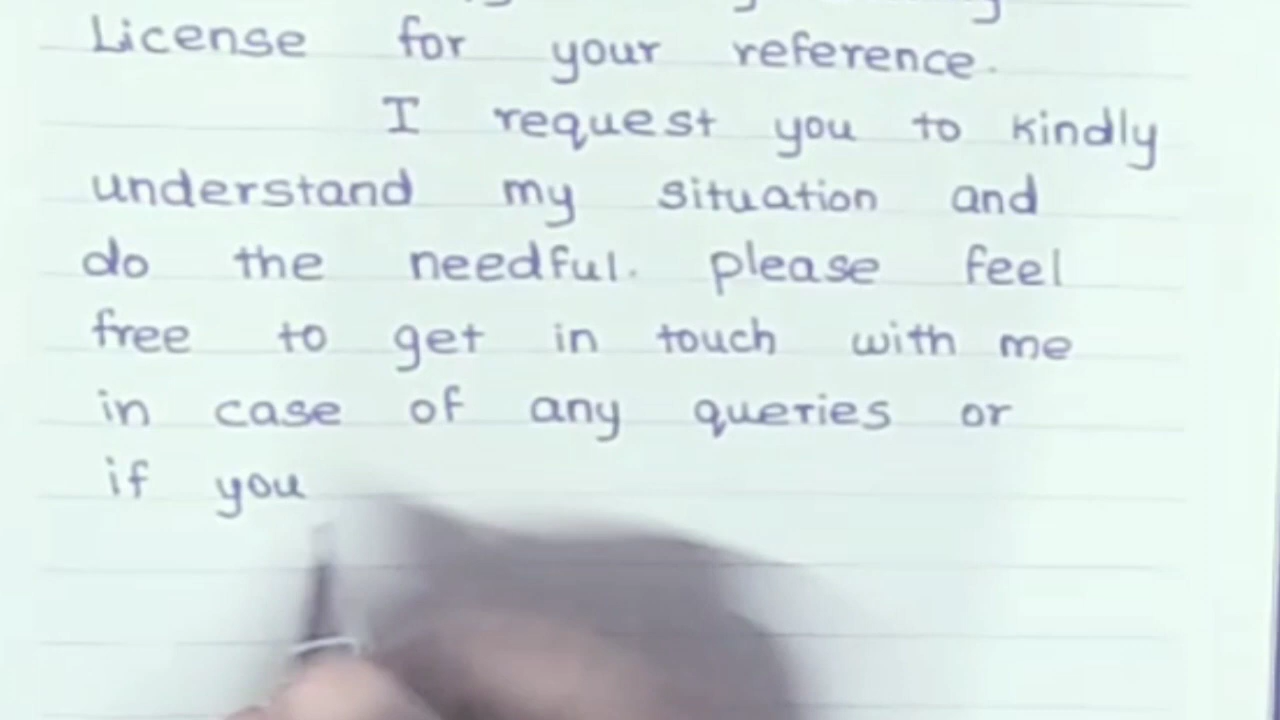 License for your reference.
I request you to kindly
understand my situation and
do the needful. please feel
free to get in touch with me
in case of any queries or
if you